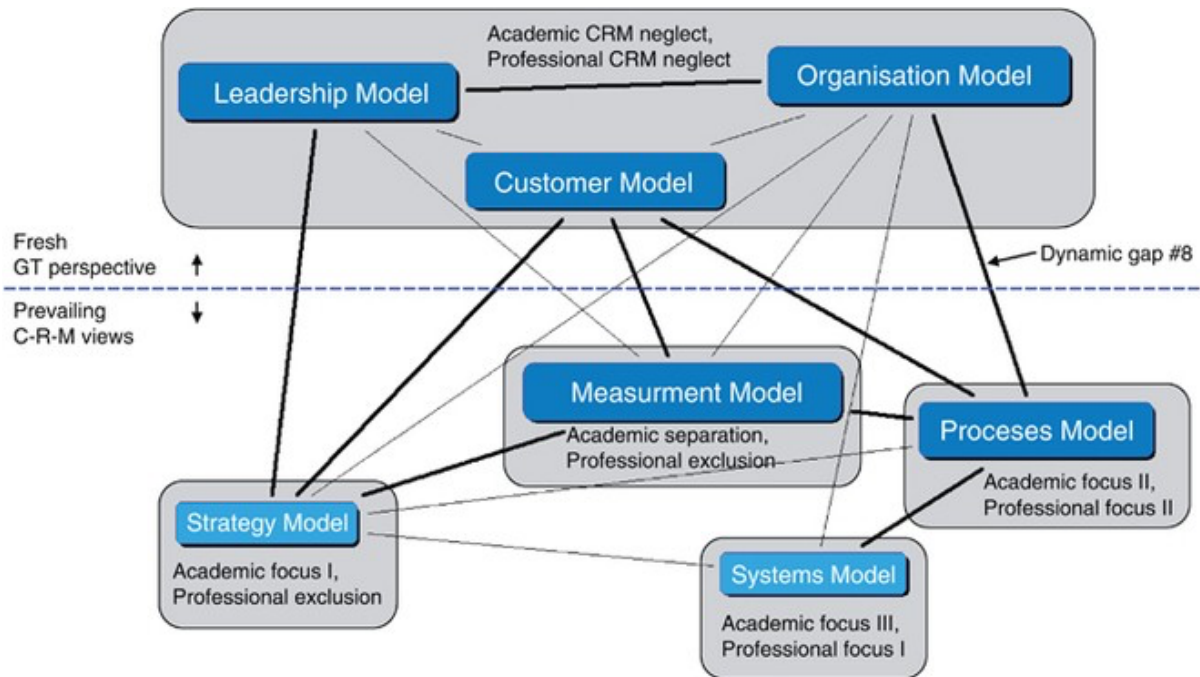 Academic CRM neglect,
Professional CRM neglect
Leadership Model
Organisation Model
Customer Model
Fresh
GT perspective
Dynamic gap #8
Prevailing
C-R-M views
Measurment Model
Academic separation,
Professional exclusion
Proceses Model
Academic focus II,
Professional focus II
Strategy Model
Academic focus I,
Professional exclusion
Systems Model
Academic focus III,
Professional focus I